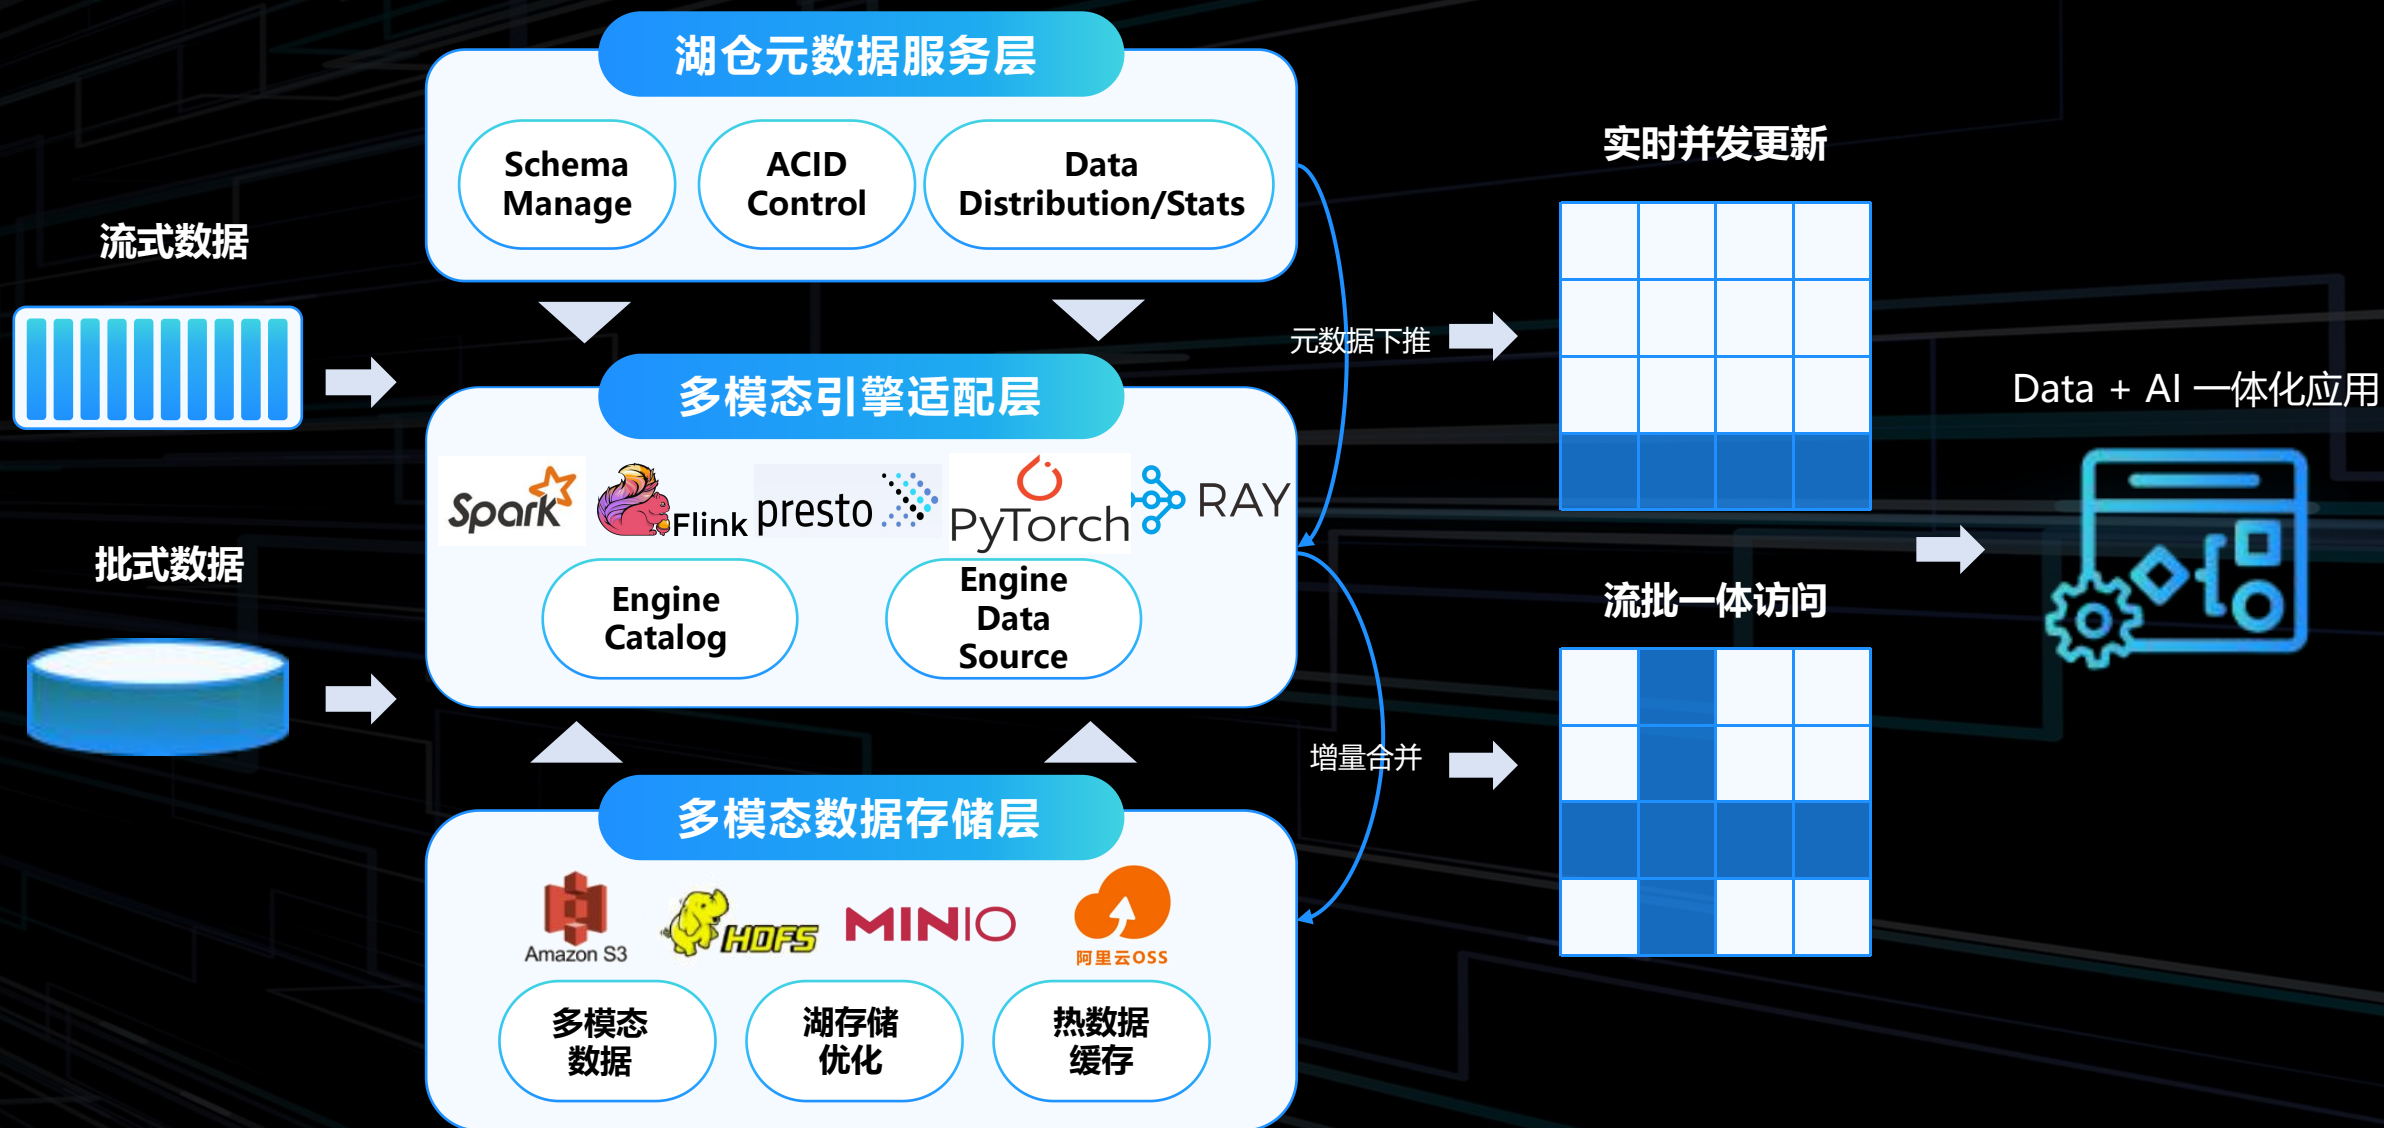 湖仓元数据服务层
Schema
Manage
ACID
Control
Data
Distribution/Stats
流式数据
批式数据
多模态引擎适配层
Spark
Flink
presto
PyTorch
RAY
Engine
Catalog
Engine
Data
Source
多模态数据存储层
Amazon S3
HDFS
MINIO
阿里云OSS
多模态
数据
湖存储
优化
热数据
缓存
元数据下推
增量合并
实时并发更新
流批一体访问
Data + AI 一体化应用